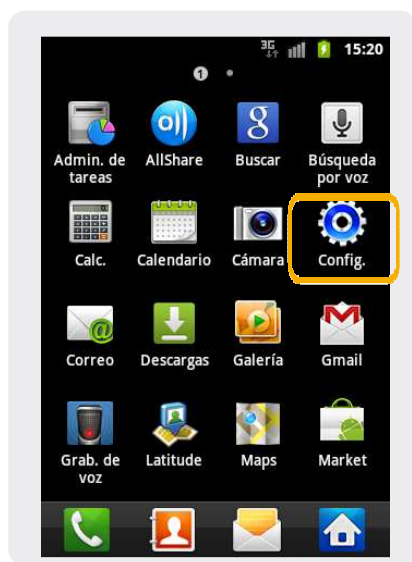 3G 15:20
1
Admin. de tareas AllShare Buscar Búsqueda por voz
Calc. Calendario Cámara Config.
Correo Descargas Galería Gmail
Grab. de voz Latitude Maps Market